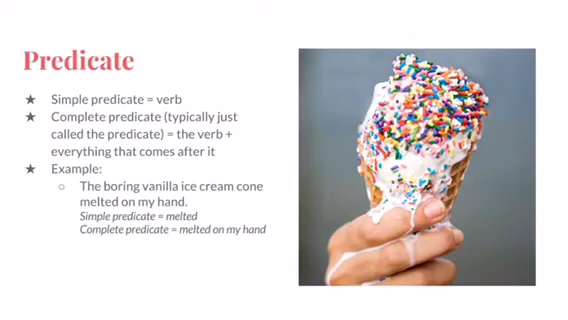 Predicate
★ Simple predicate = verb
★ Complete predicate (typically just
called the predicate) = the verb +
everything that comes after it
★ Example:
○ The boring vanilla ice cream cone
melted on my hand.
Simple predicate = melted
Complete predicate = melted on my hand